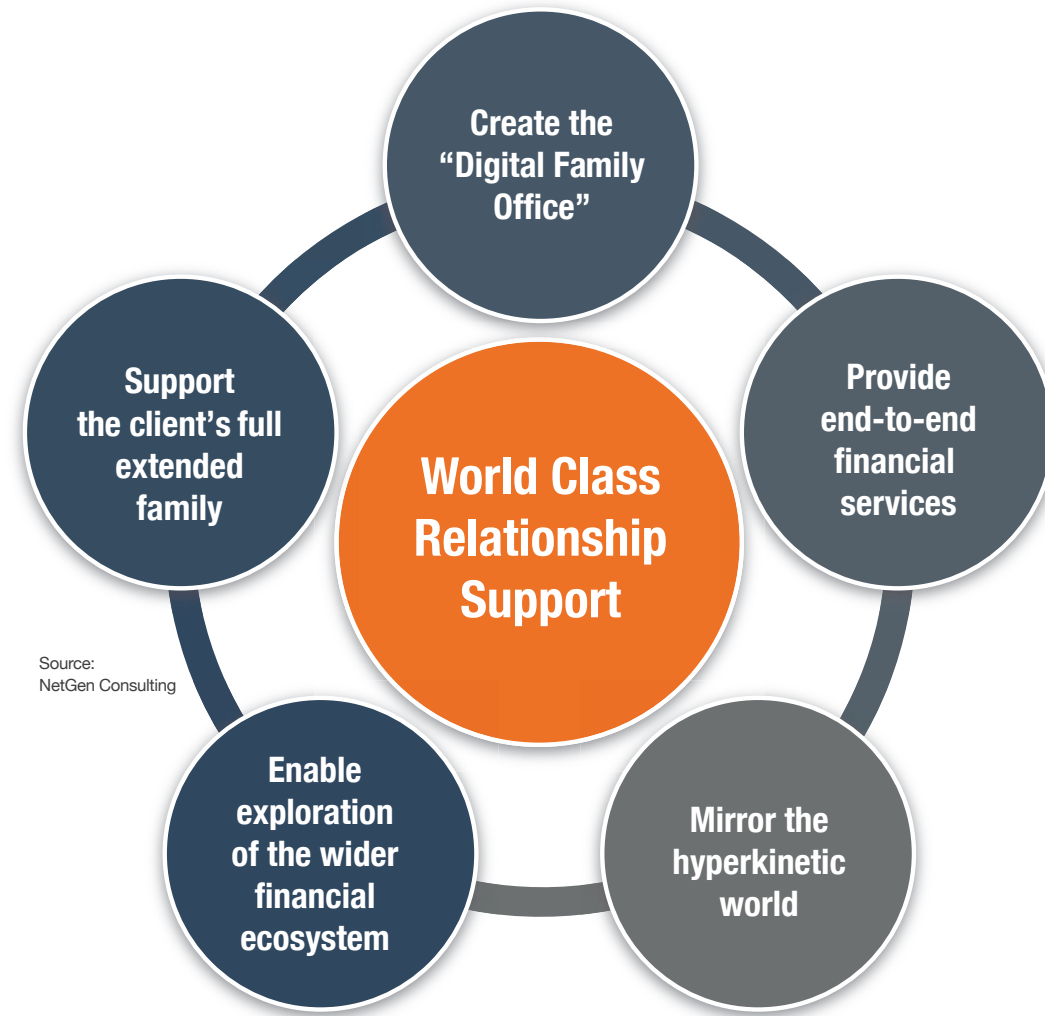 Create the
“Digital Family
Office”
Provide
end-to-end
financial
services
Mirror the
hyperkinetic
world
Enable
exploration
of the wider
financial
ecosystem
Support
the client’s full
extended
family
World Class
Relationship
Support
Source:
NetGen Consulting